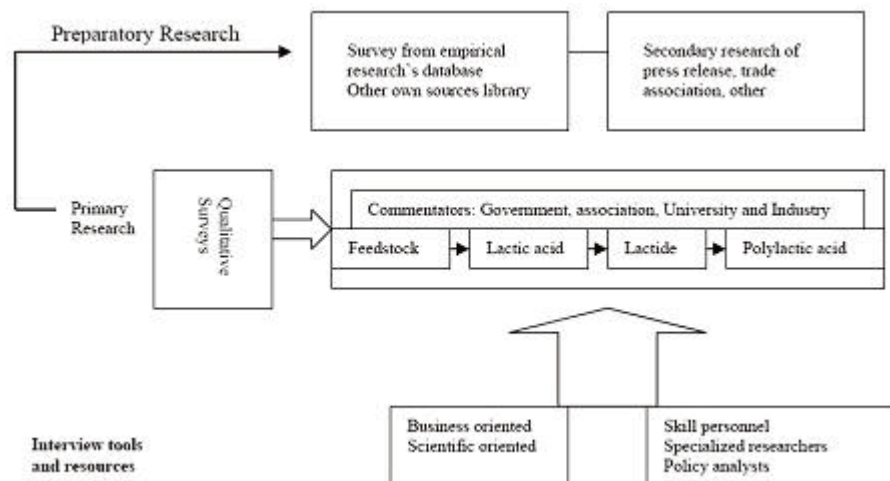 Preparatory Research
Survey from empirical
research`s database
Other own sources library
Secondary research of
press release, trade
association, other
Primary
Research
Qualitative
Surveys
Commentators: Government, association, University and Industry
Feedstock
Lactic acid
Lactide
Polylactic acid
Business oriented
Scientific oriented
Skill personnel
Specialized researchers
Policy analysts
Interview tools
and resources